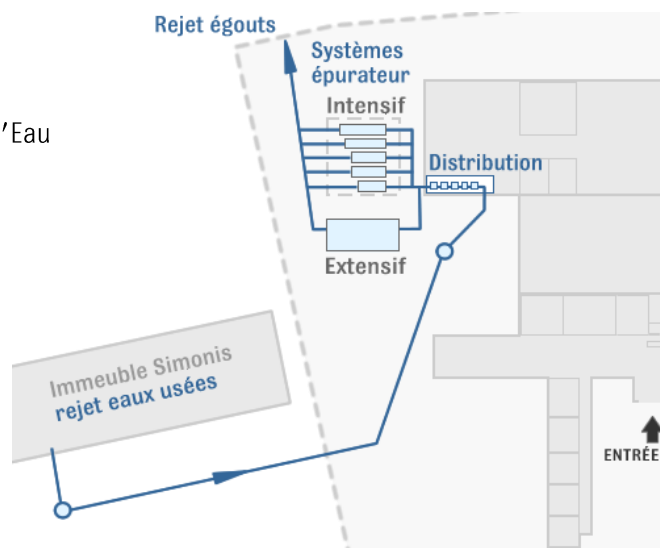 Rejet égouts
Systèmes
épurateur
Intensif
'Eau
Distribution
Extensif
Immeuble Simonis
rejet eaux usées
ENTRÉE